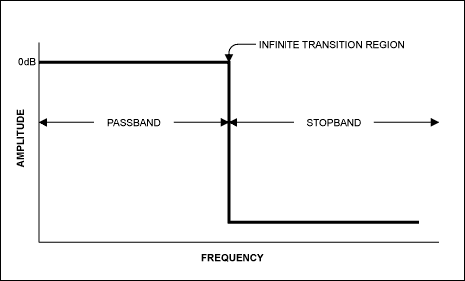 INFINITE TRANSITION REGION
0dB
PASSBAND
STOPBAND
AMPLITUDE
FREQUENCY